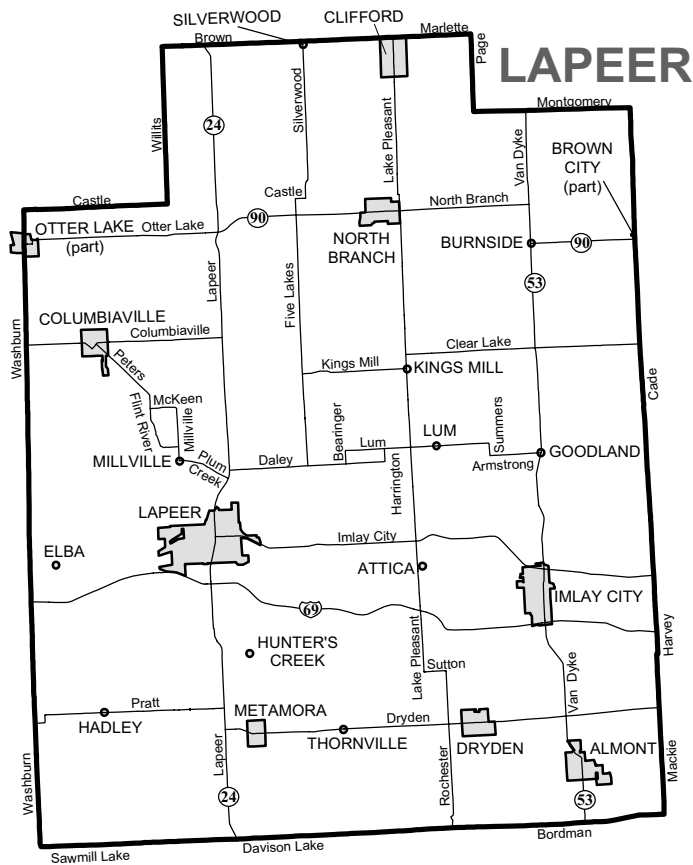 SILVERWOOD
CLIFFORD
Marlette
Brown
Page
LAPEER
Montgomery
24
Silverwood
Willits
Lake Pleasant
Van Dyke
BROWN
CITY
(part)
Castle
Castle
North Branch
OTTER LAKE
(part)
Otter Lake
90
NORTH
BRANCH
BURNSIDE
90
Lapeer
Five Lakes
53
COLUMBIAVILLE
Columbiaville
Washburn
Clear Lake
Peters
Kings Mill
KINGS MILL
Cade
McKeen
Flint River
Millville
Bearinger
Lum
LUM
Summers
MILLVILLE
Plum
Creek
Daley
Harrington
Armstrong
GOODLAND
LAPEER
Imlay City
ELBA
ATTICA
IMLAY CITY
69
Harvey
HUNTER'S
CREEK
Lake Pleasant
Sutton
Van Dyke
Pratt
HADLEY
METAMORA
Dryden
THORNVILLE
DRYDEN
ALMONT
Washburn
Lapeer
Rochester
Mackie
24
53
Bordman
Davison Lake
Sawmill Lake